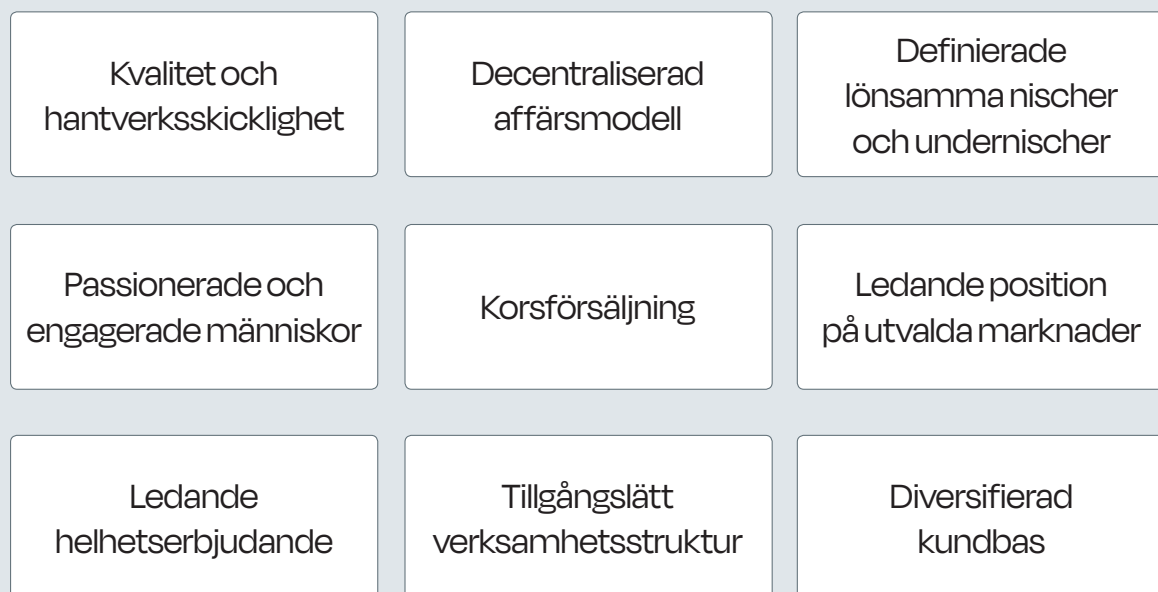 Kvalitet och
hantverksskicklighet
Decentraliserad
affärsmodell
Definierade
lönsamma nischer
och undernischer
Passionerade och
engagerade människor
Korsförsäljning
Ledande position
på utvalda marknader
Ledande
helhetserbjudande
Tillgångslätt
verksamhetsstruktur
Diversifierad
kundbas